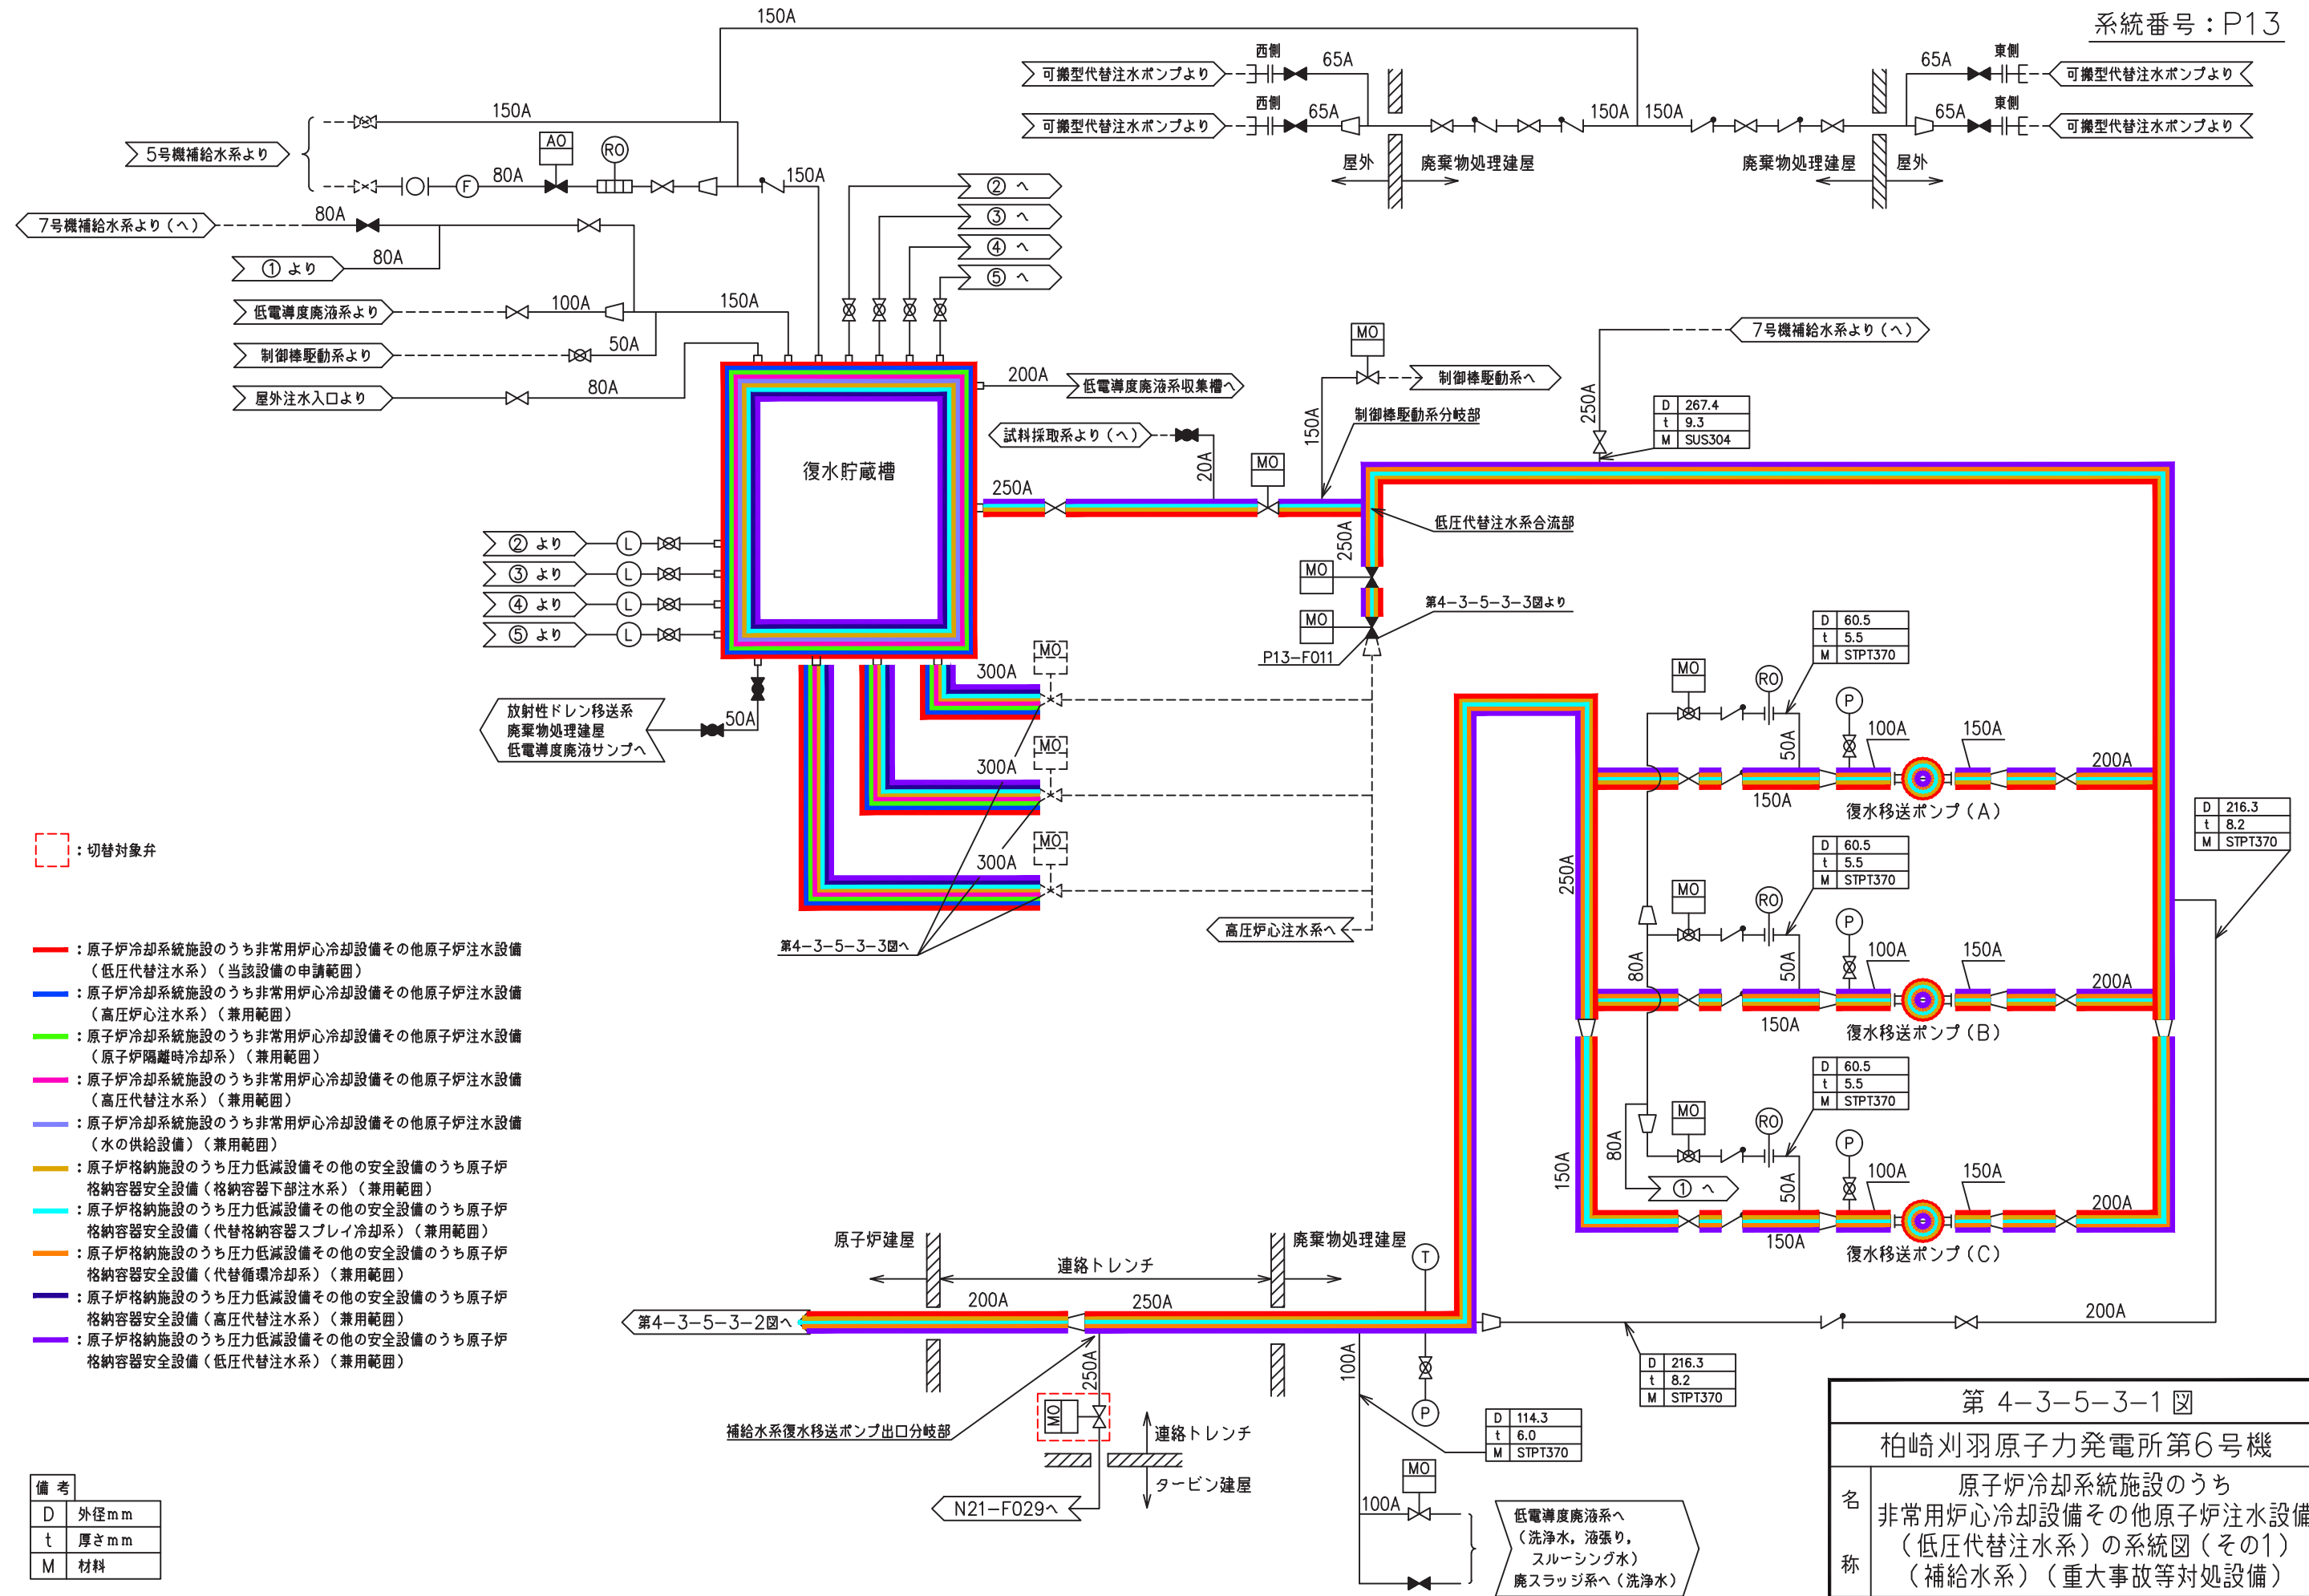 系統番号：P13
150A
可搬型代替注水ポンプより
西側
65A
可搬型代替注水ポンプより
西側
65A
150A
150A
65A
東側
可搬型代替注水ポンプより
65A
東側
可搬型代替注水ポンプより
屋外
廃棄物処理建屋
廃棄物処理建屋
屋外
150A
5号機補給水系より
AO
RO
F
80A
150A
7号機補給水系より（へ）
80A
①より
80A
低電導度廃液系より
100A
150A
制御棒駆動系より
50A
屋外注水入口より
80A
② へ
③ へ
④ へ
⑤ へ
200A
低電導度廃液系収集槽へ
復水貯蔵槽
試料採取系より（へ）
20A
250A
MO
MO
制御棒駆動系へ
150A
制御棒駆動系分岐部
7号機補給水系より（へ）
250A
D 267.4
t 9.3
M SUS304
低圧代替注水系合流部
250A
MO
MO
第4-3-5-3-3図より
P13-F011
② より
L
③ より
L
④ より
L
⑤ より
L
放射性ドレン移送系
廃棄物処理建屋
低電導度廃液サンプへ
50A
300A
MO
300A
MO
300A
MO
第4-3-5-3-3図へ
高圧炉心注水系へ
D 60.5
t 5.5
M STPT370
MO
RO
P
50A
100A
150A
200A
150A
復水移送ポンプ（A）
D 216.3
t 8.2
M STPT370
250A
D 60.5
t 5.5
M STPT370
MO
RO
P
80A
50A
100A
150A
200A
150A
復水移送ポンプ（B）
D 60.5
t 5.5
M STPT370
MO
RO
P
150A
80A
① へ
50A
100A
150A
200A
150A
復水移送ポンプ（C）
：切替対象弁
：原子炉冷却系統施設のうち非常用炉心冷却設備その他原子炉注水設備
（低圧代替注水系）（当該設備の申請範囲）
：原子炉冷却系統施設のうち非常用炉心冷却設備その他原子炉注水設備
（高圧炉心注水系）（兼用範囲）
：原子炉冷却系統施設のうち非常用炉心冷却設備その他原子炉注水設備
（原子炉隔離時冷却系）（兼用範囲）
：原子炉冷却系統施設のうち非常用炉心冷却設備その他原子炉注水設備
（高圧代替注水系）（兼用範囲）
：原子炉冷却系統施設のうち非常用炉心冷却設備その他原子炉注水設備
（水の供給設備）（兼用範囲）
：原子炉格納施設のうち圧力低減設備その他の安全設備のうち原子炉
格納容器安全設備（格納容器下部注水系）（兼用範囲）
：原子炉格納施設のうち圧力低減設備その他の安全設備のうち原子炉
格納容器安全設備（代替格納容器スプレイ冷却系）（兼用範囲）
：原子炉格納施設のうち圧力低減設備その他の安全設備のうち原子炉
格納容器安全設備（代替循環冷却系）（兼用範囲）
：原子炉格納施設のうち圧力低減設備その他の安全設備のうち原子炉
格納容器安全設備（高圧代替注水系）（兼用範囲）
：原子炉格納施設のうち圧力低減設備その他の安全設備のうち原子炉
格納容器安全設備（低圧代替注水系）（兼用範囲）
原子炉建屋
連絡トレンチ
廃棄物処理建屋
T
第4-3-5-3-2図へ
200A
250A
200A
D 216.3
t 8.2
M STPT370
250A
100A
P
MO
補給水系復水移送ポンプ出口分岐部
連絡トレンチ
タービン建屋
N21-F029へ
D 114.3
t 6.0
M STPT370
MO
100A
低電導度廃液系へ
（洗浄水，液張り，
スルーシング水）
廃スラッジ系へ（洗浄水）
備 考
D 外径mm
t 厚さmm
M 材料
第 4-3-5-3-1 図
柏崎刈羽原子力発電所第6号機
名称
原子炉冷却系統施設のうち
非常用炉心冷却設備その他原子炉注水設備
（低圧代替注水系）の系統図（その1）
（補給水系）（重大事故等対処設備）